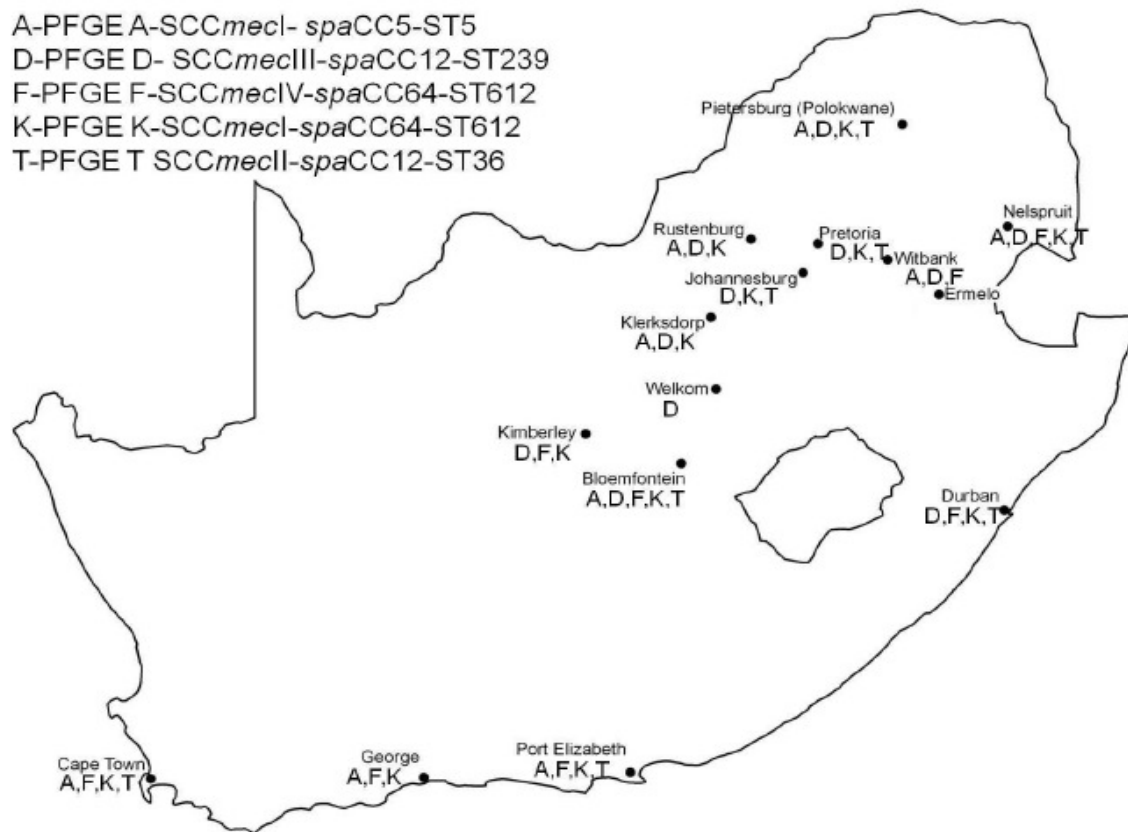 A-PFGE A-SCCmecI- spaCC5-ST5
D-PFGE D- SCCmecIII-spaCC12-ST239
F-PFGE F-SCCmecIV-spaCC64-ST612
K-PFGE K-SCCmecI-spaCC64-ST612
T-PFGE T SCCmecII-spaCC12-ST36
Pietersburg (Polokwane)
A,D,K,T
Nelspruit
A,D,F,K,T
Rustenburg
A,D,K
Pretoria
D,K,T
Witbank
A,D,F
Johannesburg
D,K,T
Ermelo
Klerksdorp
A,D,K
Welkom
D
Kimberley
D,F,K
Bloemfontein
A,D,F,K,T
Durban
D,F,K,T
Cape Town
A,F,K,T
George
A,F,K
Port Elizabeth
A,F,K,T